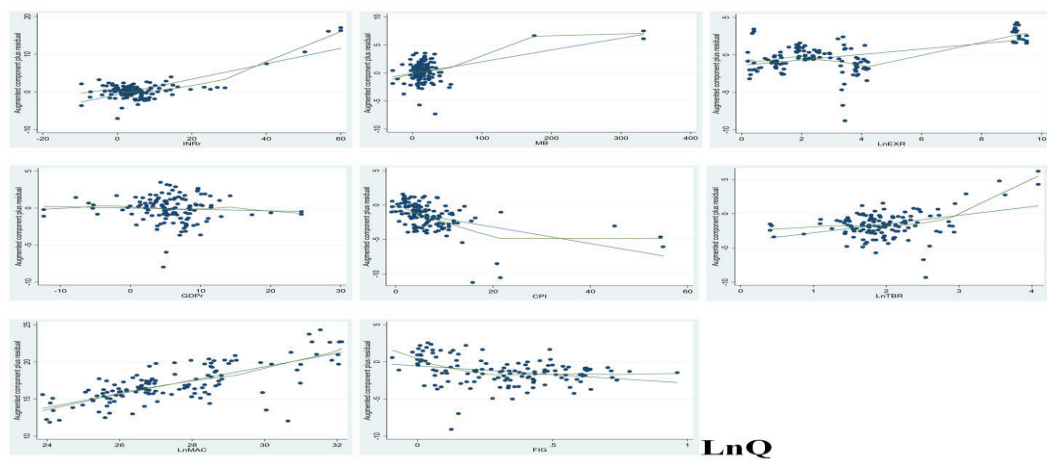 Augmented component plus residual
-10 0 10 20
-20 0 20 40 60
INRr
Augmented component plus residual
-10 -5 0 5 10
0 100 200 300 400
MB
Augmented component plus residual
-10 -5 0 5
0 2 4 6 8 10
LnEXR
Augmented component plus residual
-10 -5 0 5
-10 0 10 20 30
GDPr
Augmented component plus residual
-10 -5 0 5
0 20 40 60
CPI
Augmented component plus residual
-10 -5 0 5
0 1 2 3 4
LnTBR
Augmented component plus residual
10 15 20 25
24 26 28 30 32
LnMAC
Augmented component plus residual
-10 -5 0 5
0 .5 1
FIG
LnQ